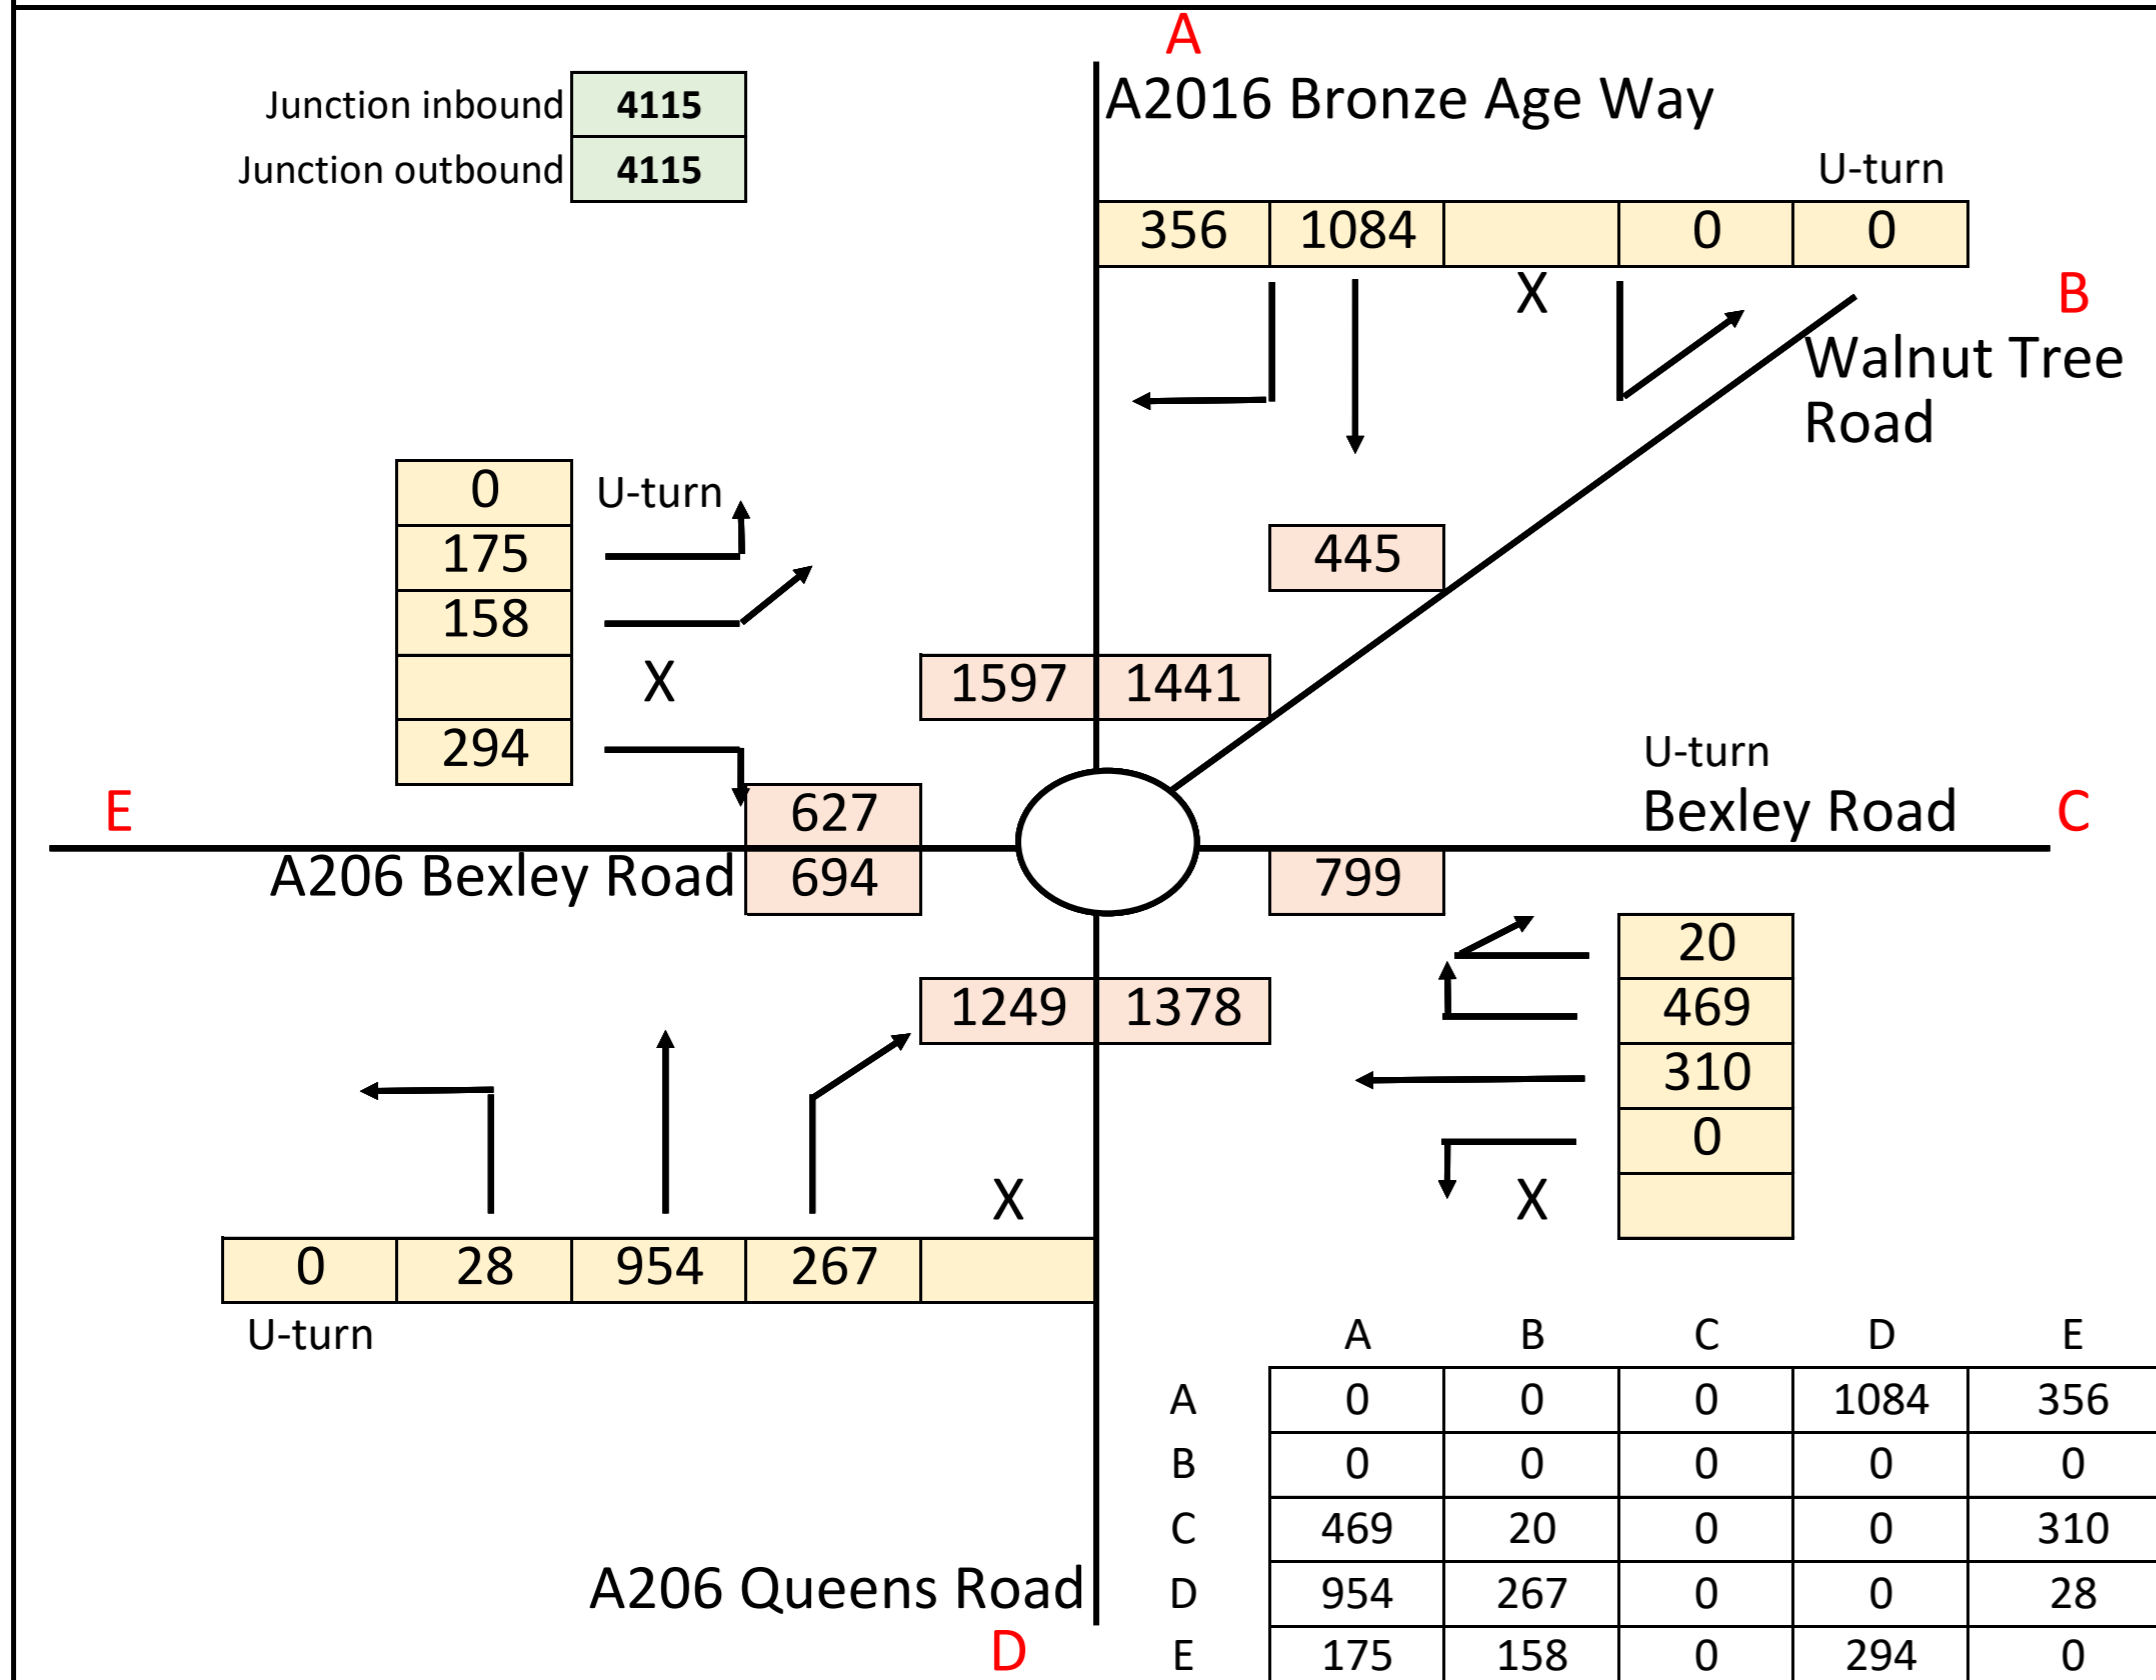 A
Junction inbound 4115
A2016 Bronze Age Way
Junction outbound 4115
U-turn
356 1084 0 0
X
B
Walnut Tree
Road
0 U-turn
175
445
158
X
1597 1441
294
U-turn
627
Bexley Road
E
C
A206 Bexley Road
694
799
20
469
1249 1378
310
0
X
X
0 28 954 267
U-turn
A B C D E
A 0 0 0 1084 356
B 0 0 0 0 0
C 469 20 0 0 310
A206 Queens Road
D 954 267 0 0 28
D
E 175 158 0 294 0